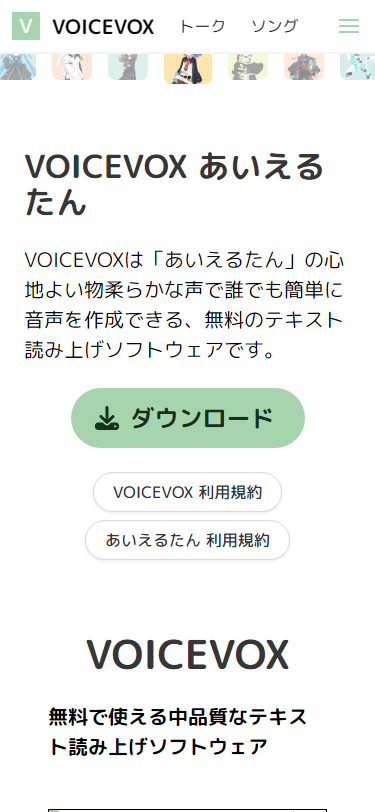 V VOICEVOX トーク ソング
VOICEVOX あいえる
たん
VOICEVOXは「あいえるたん」の心
地よい物柔らかな声で誰でも簡単に
音声を作成できる、無料のテキスト
読み上げソフトウェアです。
ダウンロード
VOICEVOX 利用規約
あいえるたん 利用規約
VOICEVOX
無料で使える中品質なテキス
ト読み上げソフトウェア